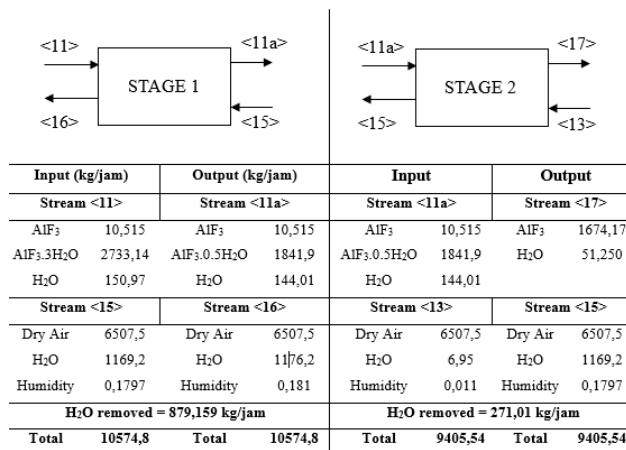 <11> <11a> <11a> <17>
STAGE 1 STAGE 2
<16> <15> <15> <13>
Input (kg/jam) Output (kg/jam) Input Output
Stream <11> Stream <11a> Stream <11a> Stream <17>
AlF₃ 10,515 AlF₃ 10,515 AlF₃ 10,515 AlF₃ 1674,17
AlF₃.3H₂O 2733,14 AlF₃.0.5H₂O 1841,9 AlF₃.0.5H₂O 1841,9 H₂O 51,250
H₂O 150,97 H₂O 144,01 H₂O 144,01
Stream <15> Stream <16> Stream <13> Stream <15>
Dry Air 6507,5 Dry Air 6507,5 Dry Air 6507,5 Dry Air 6507,5
H₂O 1169,2 H₂O 1176,2 H₂O 6,95 H₂O 1169,2
Humidity 0,1797 Humidity 0,181 Humidity 0,011 Humidity 0,1797
H₂O removed = 879,159 kg/jam H₂O removed = 271,01 kg/jam
Total 10574,8 Total 10574,8 Total 9405,54 Total 9405,54